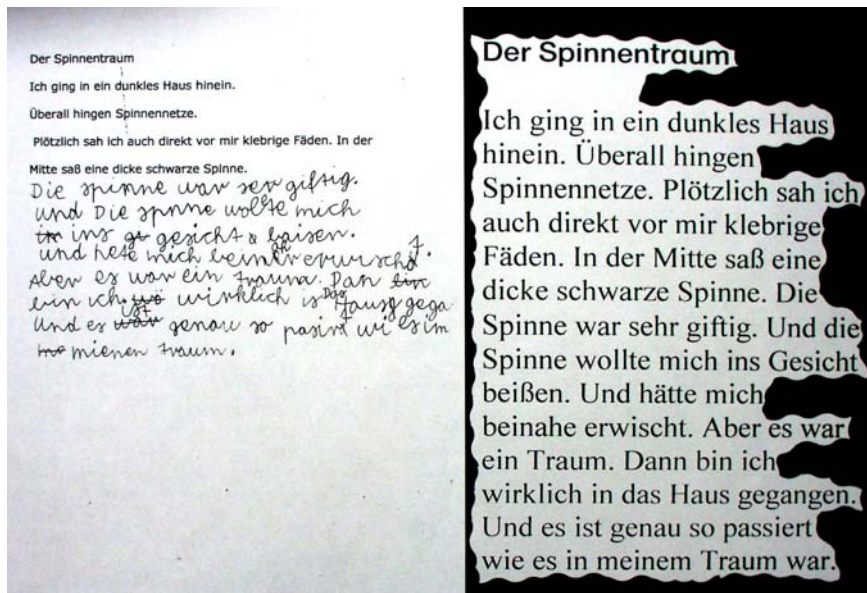 Der Spinnentraum
Ich ging in ein dunkles Haus hinein.
Überall hingen Spinnennetze.
Plötzlich sah ich auch direkt vor mir klebrige Fäden. In der
Mitte saß eine dicke schwarze Spinne.
Die spinne war ser giftig.
und Die spnne wollte mich
ins gesicht baisen.
und hete mich
Aber es war ein traum. Dan
bin ich wirklich Haus gega
Und es ist genau so pasirt wi es im
mienen traum.
Der Spinnentraum
Ich ging in ein dunkles Haus
hinein. Überall hingen
Spinnennetze. Plötzlich sah ich
auch direkt vor mir klebrige
Fäden. In der Mitte saß eine
dicke schwarze Spinne. Die
Spinne war sehr giftig. Und die
Spinne wollte mich ins Gesicht
beißen. Und hätte mich
beinahe erwischt. Aber es war
ein Traum. Dann bin ich
wirklich in das Haus gegangen.
Und es ist genau so passiert
wie es in meinem Traum war.